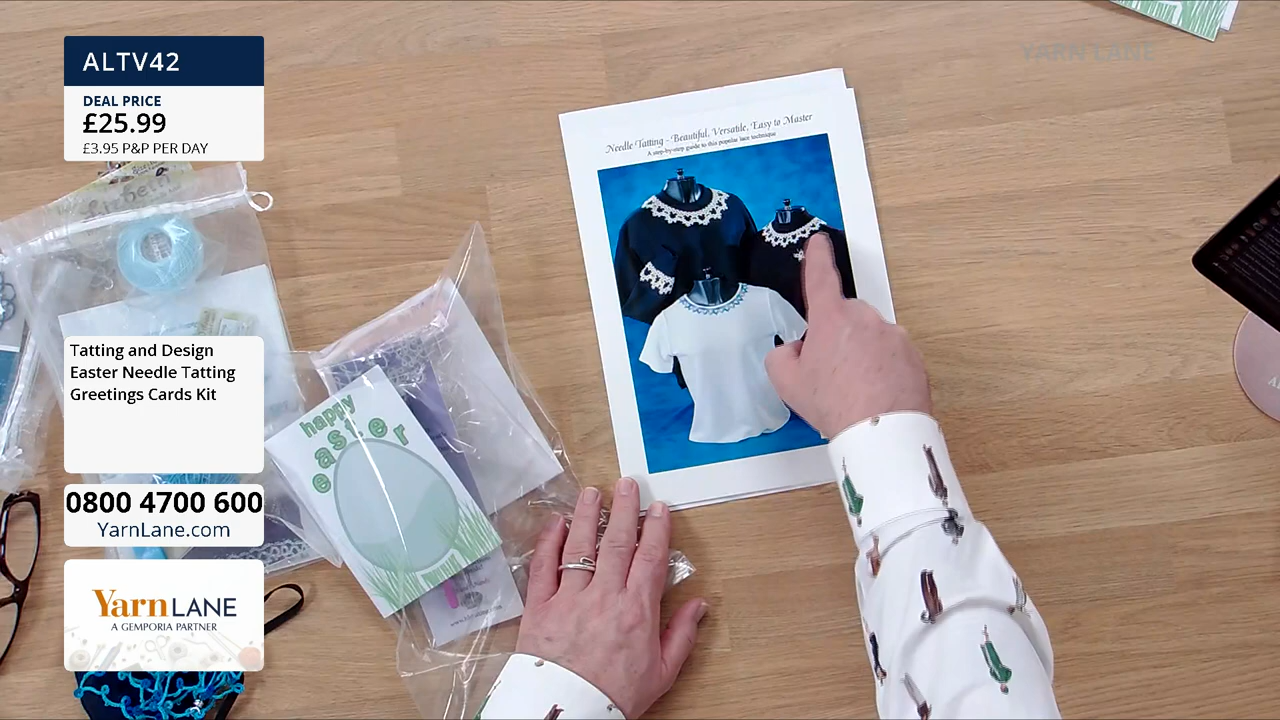 ALTV42
DEAL PRICE
£25.99
£3.95 P&P PER DAY
Tatting and Design
Easter Needle Tatting
Greetings Cards Kit
0800 4700 600
YarnLane.com
YarnLANE
A GEMPORIA PARTNER
YARN LANE
Needle Tatting - Beautiful, Versatile, Easy to Master
A step-by-step guide to this popular lace technique
Lizbeth
happy
easter